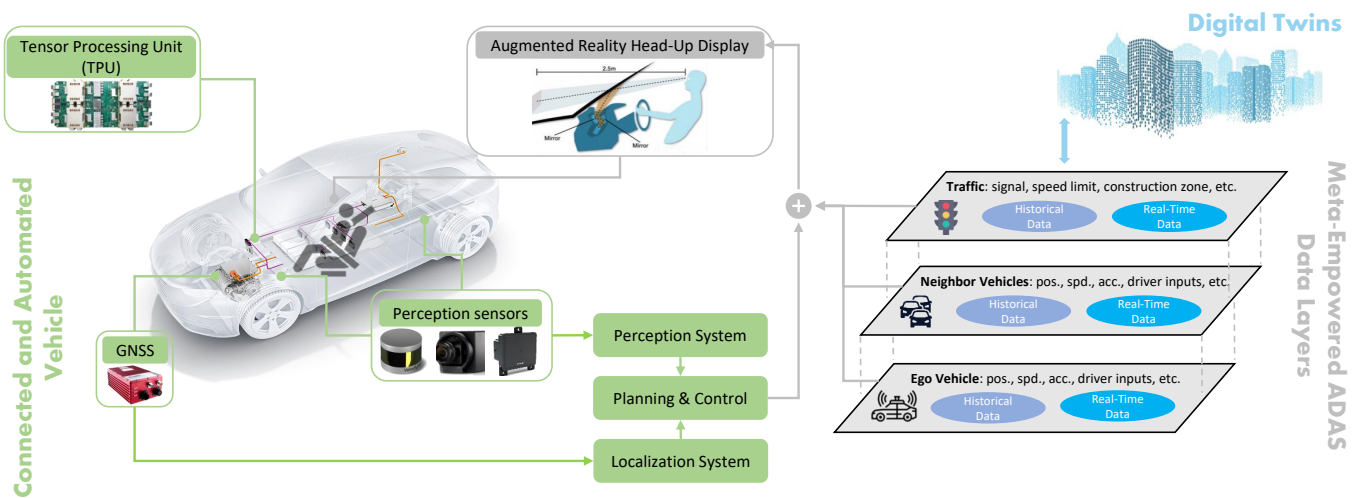 Tensor Processing Unit
(TPU)
Augmented Reality Head-Up Display
2.5m
Mirror
Mirror
Digital Twins
Connected and Automated
Vehicle
GNSS
Perception sensors
Perception System
Planning & Control
Localization System
+
Traffic: signal, speed limit, construction zone, etc.
Historical
Data
Real-Time
Data
Neighbor Vehicles: pos., spd., acc., driver inputs, etc.
Historical
Data
Real-Time
Data
Ego Vehicle: pos., spd., acc., driver inputs, etc.
Historical
Data
Real-Time
Data
Meta-Empowered ADAS
Data Layers